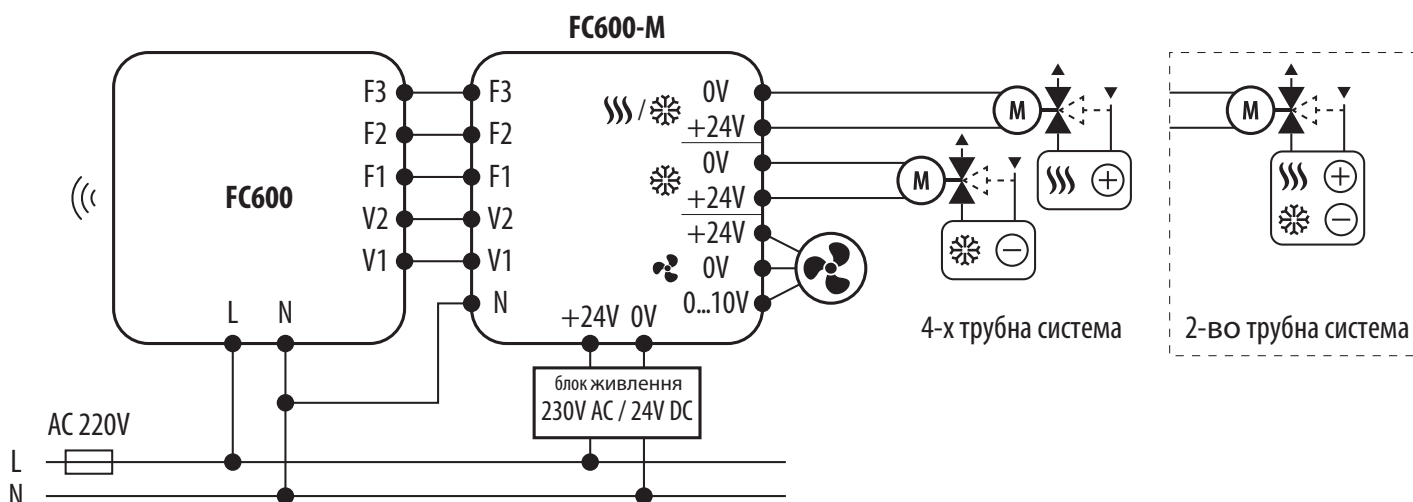 FC600-M
F3
F2
F1
V2
V1
FC600
L N
F3
F2
F1
V2
V1
N
/
0V
+24V
0V
+24V
+24V
0V
0...10V
+24V 0V
M
M
M
4-х трубна система
2-во трубна система
блок живлення
230V AC / 24V DC
AC 220V
L
N